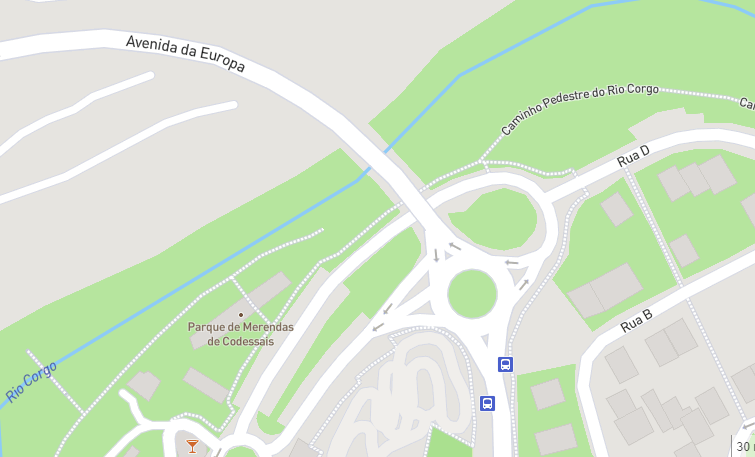 Avenida da Europa
Caminho Pedestre do Rio Corgo
Rua D
Parque de Merendas
de Codessais
Rua B
Rio Corgo
30